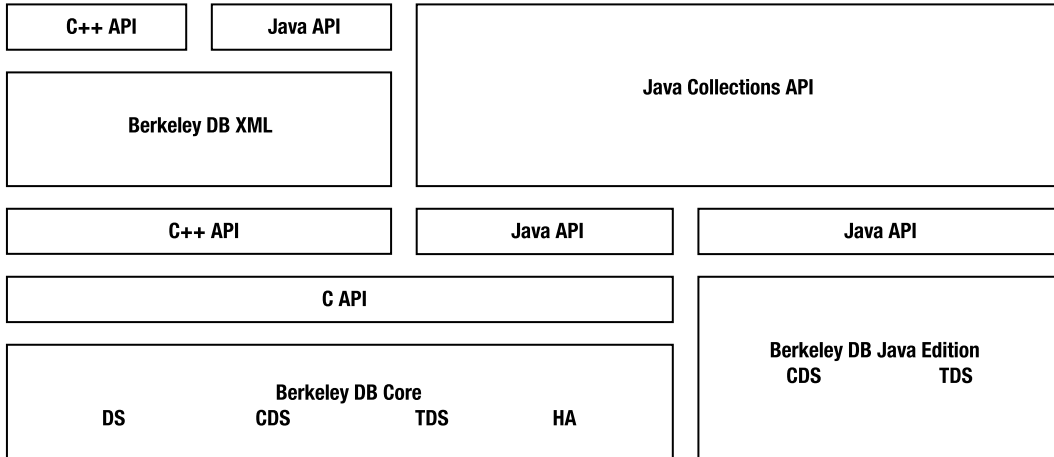 C++ API
Java API
Java Collections API
Berkeley DB XML
C++ API
Java API
Java API
C API
Berkeley DB Java Edition
CDS TDS
Berkeley DB Core
DS CDS TDS HA